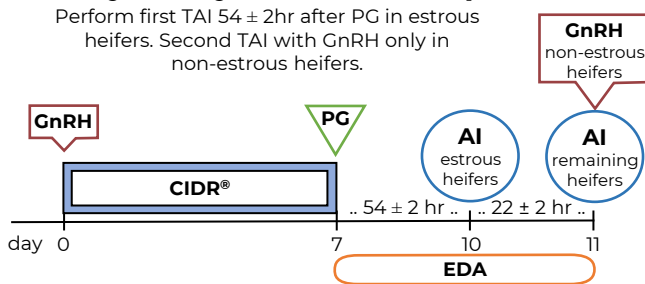 Perform first TAI 54 ± 2hr after PG in estrous
heifers. Second TAI with GnRH only in
non-estrous heifers.
GnRH
non-estrous
heifers
GnRH
PG
AI
estrous
heifers
AI
remaining
heifers
CIDR®
.. 54 ± 2 hr .. .. 22 ± 2 hr ..
day 0 7 10 11
EDA